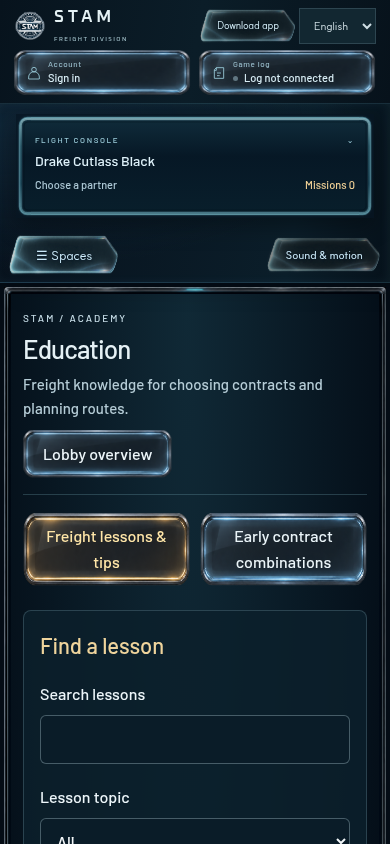 STAM
FREIGHT DIVISION
Download app
English
Account
Sign in
Game log
Log not connected
FLIGHT CONSOLE
Drake Cutlass Black
Choose a partner
Missions 0
☰ Spaces
Sound & motion
STAM / ACADEMY
Education
Freight knowledge for choosing contracts and
planning routes.
Lobby overview
Freight lessons &
tips
Early contract
combinations
Find a lesson
Search lessons
Lesson topic
All